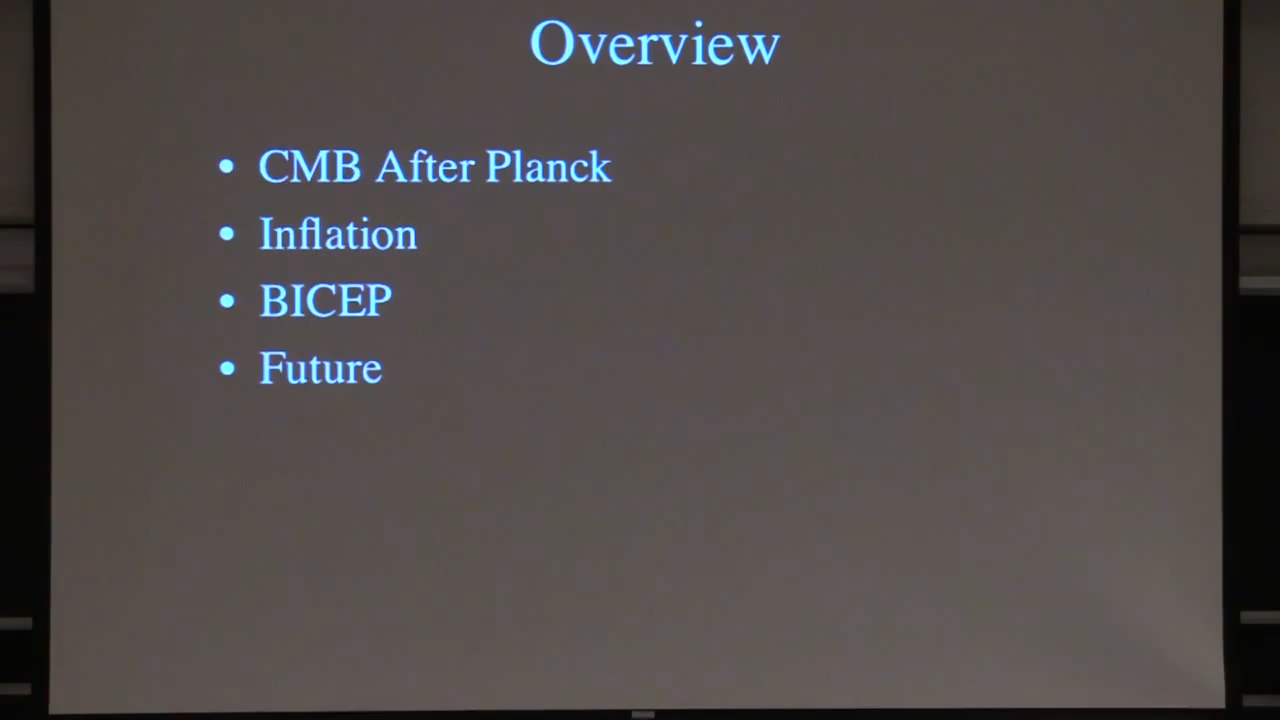 Overview
• CMB After Planck
• Inflation
• BICEP
• Future